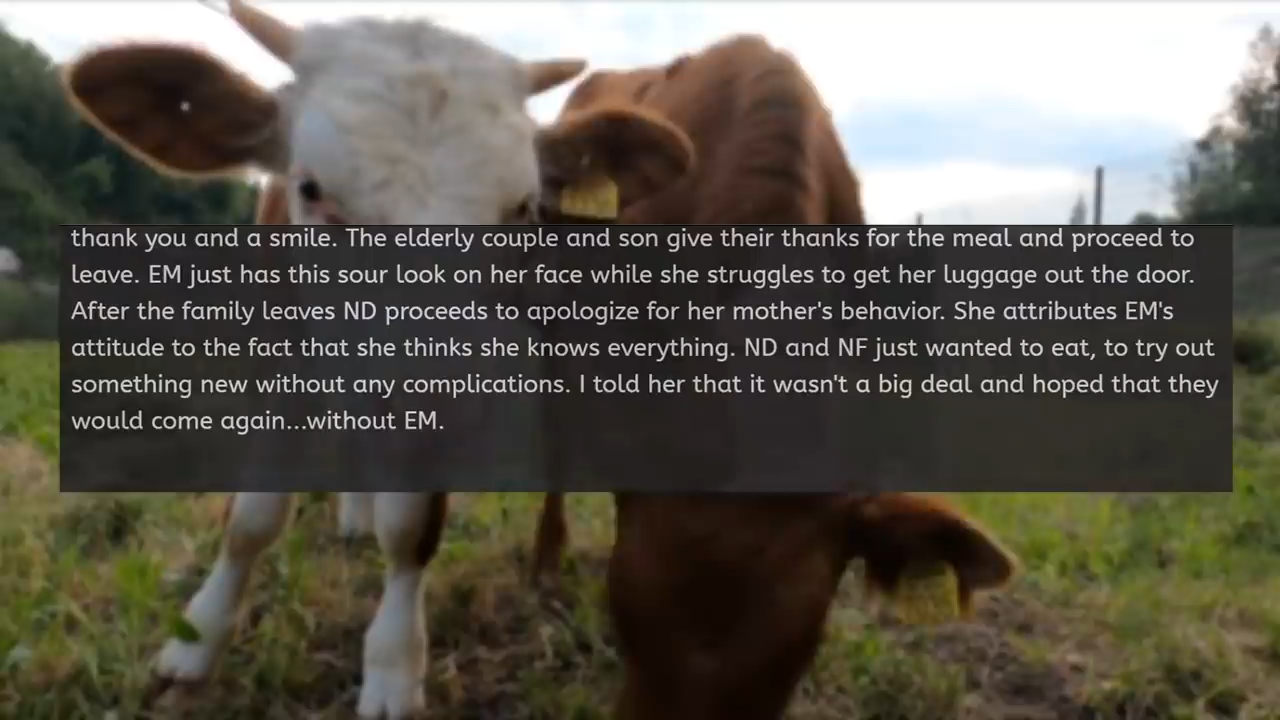 thank you and a smile. The elderly couple and son give their thanks for the meal and proceed to
leave. EM just has this sour look on her face while she struggles to get her luggage out the door.
After the family leaves ND proceeds to apologize for her mother's behavior. She attributes EM's
attitude to the fact that she thinks she knows everything. ND and NF just wanted to eat, to try out
something new without any complications. I told her that it wasn't a big deal and hoped that they
would come again...without EM.